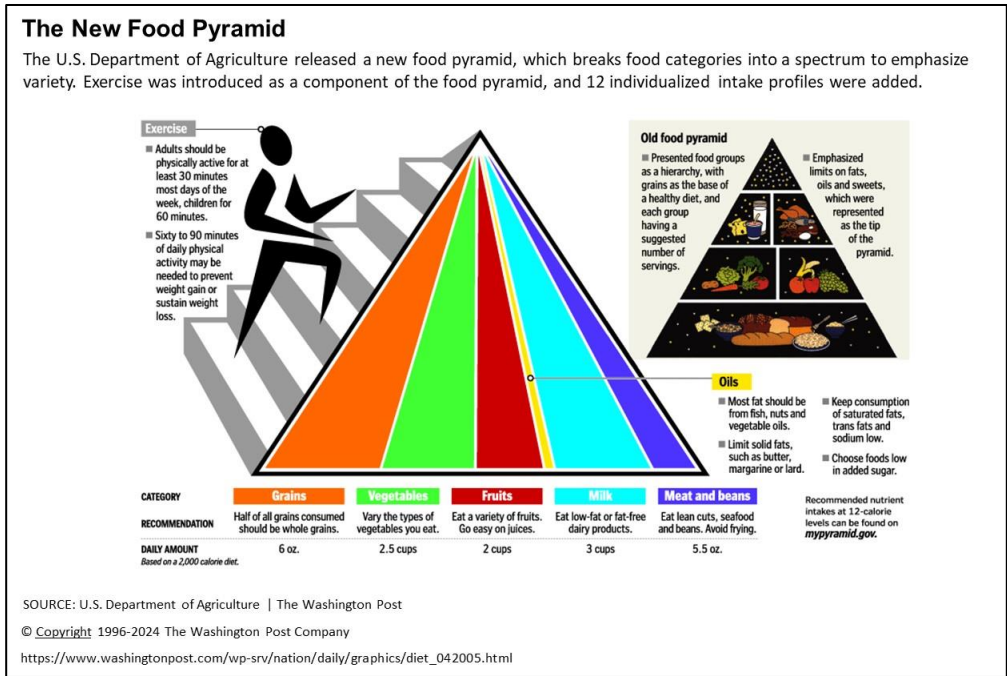 The New Food Pyramid
The U.S. Department of Agriculture released a new food pyramid, which breaks food categories into a spectrum to emphasize
variety. Exercise was introduced as a component of the food pyramid, and 12 individualized intake profiles were added.
Exercise
Adults should be
physically active for at
least 30 minutes
most days of the
week, children for
60 minutes.
Sixty to 90 minutes
of daily physical
activity may be
needed to prevent
weight gain or
sustain weight
loss.
Old food pyramid
Presented food groups
as a hierarchy, with
grains as the base of
a healthy diet, and
each group
having a
suggested
number of
servings.
Emphasized
limits on fats,
oils and sweets,
which were
represented
as the tip
of the
pyramid.
Oils
Most fat should be
from fish, nuts and
vegetable oils.
Limit solid fats,
such as butter,
margarine or lard.
Keep consumption
of saturated fats,
trans fats and
sodium low.
Choose foods low
in added sugar.
CATEGORY Grains Vegetables Fruits Milk Meat and beans
RECOMMENDATION
Half of all grains consumed
should be whole grains.
Vary the types of
vegetables you eat.
Eat a variety of fruits.
Go easy on juices.
Eat low-fat or fat-free
dairy products.
Eat lean cuts, seafood
and beans. Avoid frying.
DAILY AMOUNT 6 oz. 2.5 cups 2 cups 3 cups 5.5 oz.
Based on a 2,000 calorie diet.
Recommended nutrient
intakes at 12-calorie
levels can be found on
mypyramid.gov.
SOURCE: U.S. Department of Agriculture | The Washington Post
© Copyright 1996-2024 The Washington Post Company
https://www.washingtonpost.com/wp-srv/nation/daily/graphics/diet_042005.html